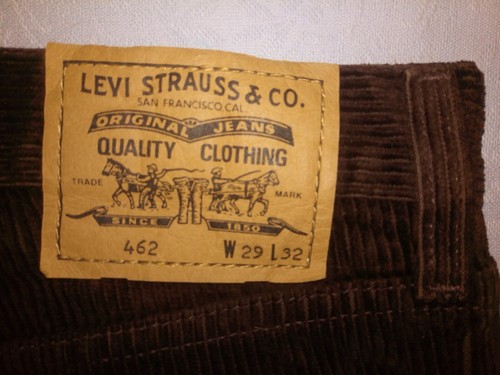 LEVI STRAUSS & CO.
SAN FRANCISCO CAL.
ORIGINAL JEANS
QUALITY CLOTHING
TRADE MARK
SINCE 1850
462 W 29 L 32